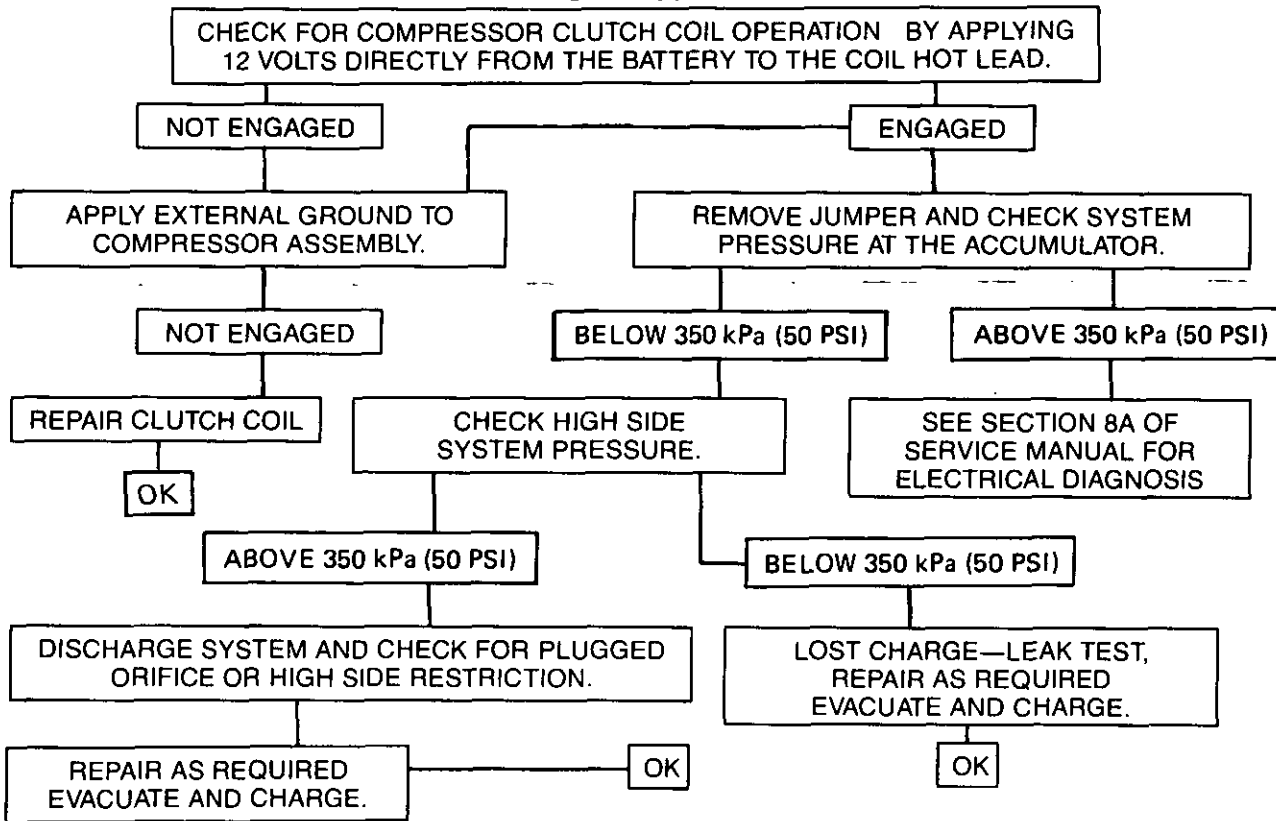 CHECK FOR COMPRESSOR CLUTCH COIL OPERATION BY APPLYING
12 VOLTS DIRECTLY FROM THE BATTERY TO THE COIL HOT LEAD.
NOT ENGAGED
ENGAGED
APPLY EXTERNAL GROUND TO
COMPRESSOR ASSEMBLY.
REMOVE JUMPER AND CHECK SYSTEM
PRESSURE AT THE ACCUMULATOR.
NOT ENGAGED
BELOW 350 kPa (50 PSI)
ABOVE 350 kPa (50 PSI)
REPAIR CLUTCH COIL
OK
CHECK HIGH SIDE
SYSTEM PRESSURE.
SEE SECTION 8A OF
SERVICE MANUAL FOR
ELECTRICAL DIAGNOSIS
ABOVE 350 kPa (50 PSI)
BELOW 350 kPa (50 PSI)
DISCHARGE SYSTEM AND CHECK FOR PLUGGED
ORIFICE OR HIGH SIDE RESTRICTION.
LOST CHARGE—LEAK TEST,
REPAIR AS REQUIRED
EVACUATE AND CHARGE.
REPAIR AS REQUIRED
EVACUATE AND CHARGE.
OK
OK